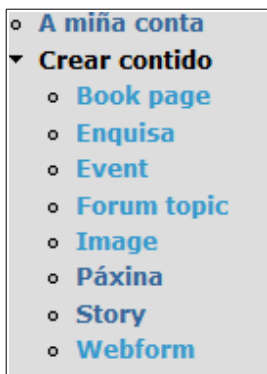 A miña conta
Crear contido
Book page
Enquisa
Event
Forum topic
Image
Páxina
Story
Webform